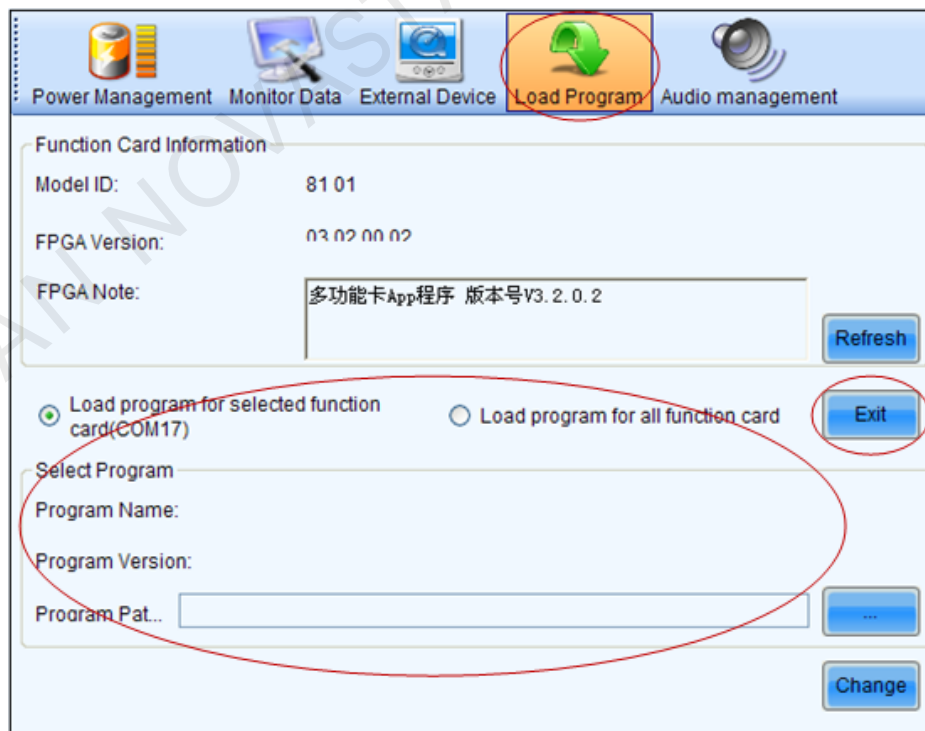 Power Management Monitor Data External Device Load Program Audio management
Function Card Information
Model ID: 81 01
FPGA Version: 03 02 00 02
FPGA Note: 多功能卡App程序 版本号V3.2.0.2
Refresh
Load program for selected function
card(COM17)
Load program for all function card
Exit
Select Program
Program Name:
Program Version:
Program Pat...
...
Change
AN NOVASTA